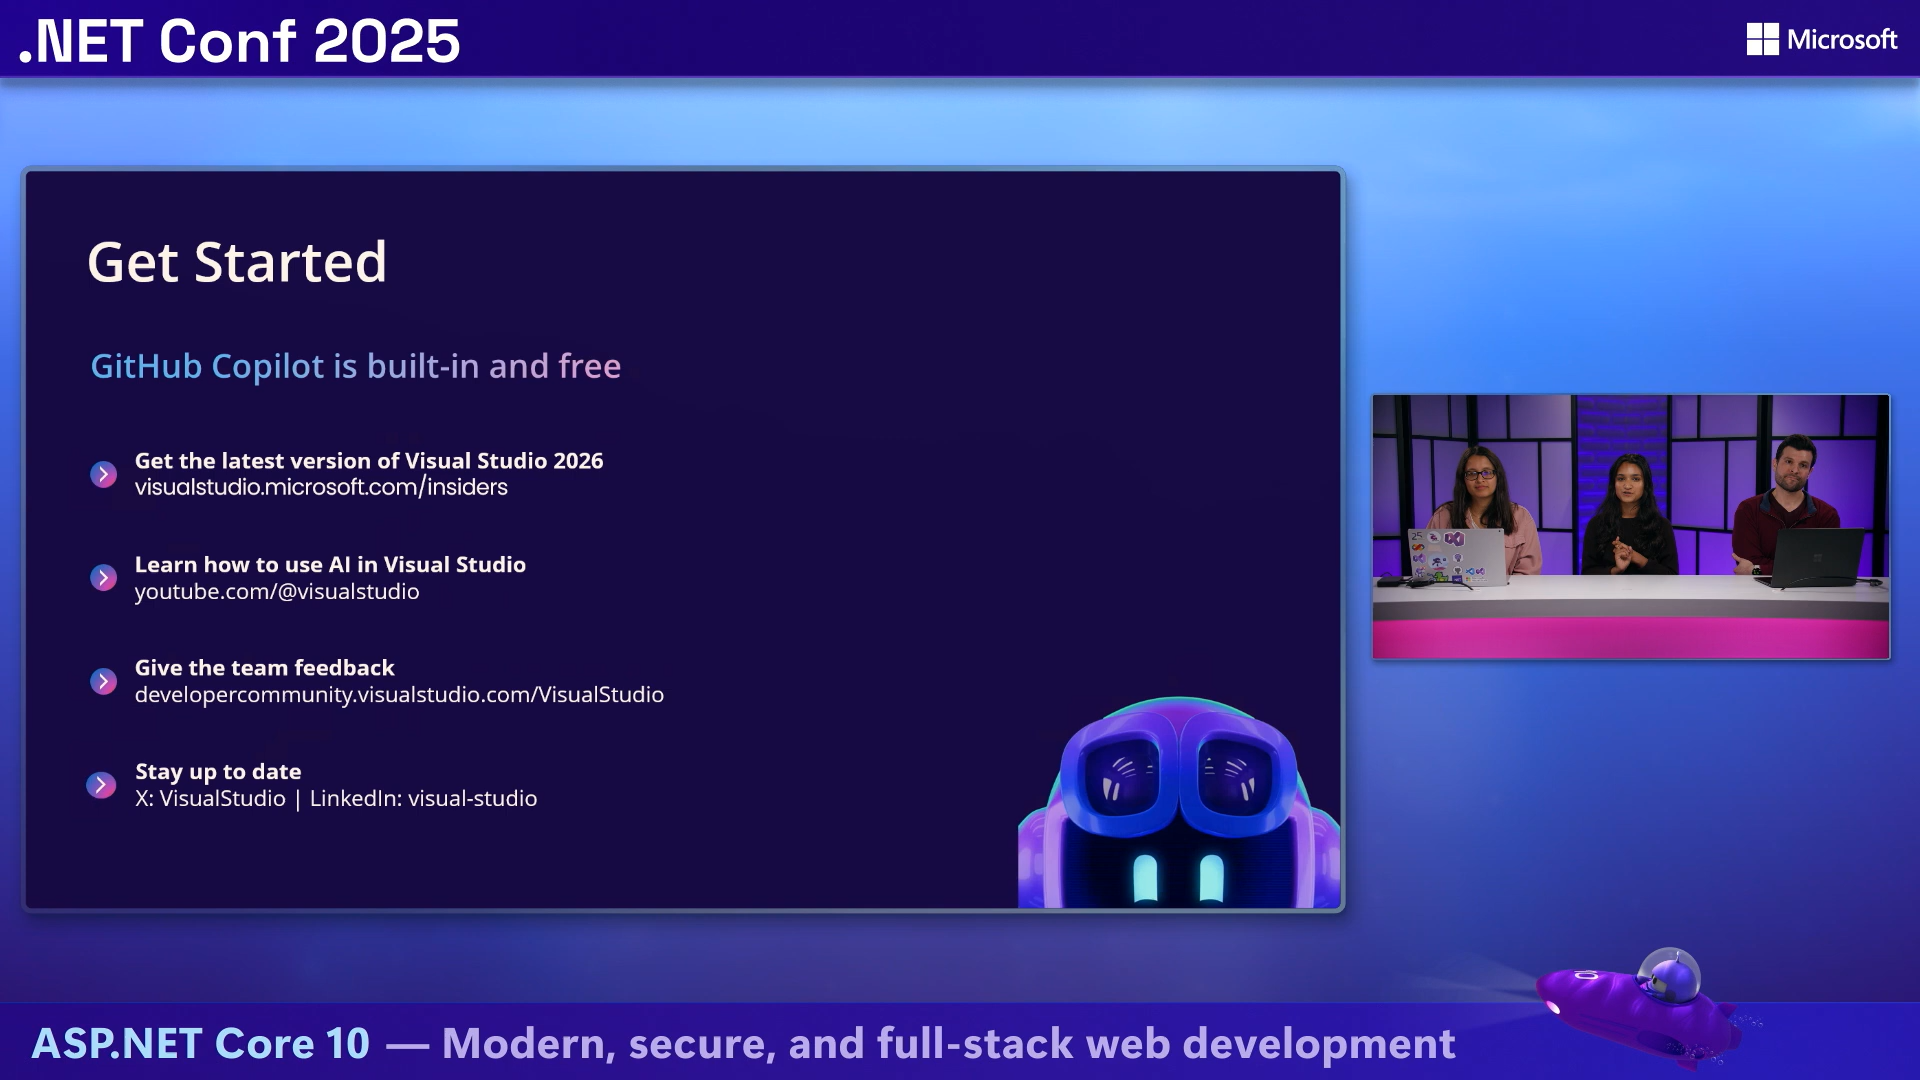 .NET Conf 2025
Microsoft
Get Started
GitHub Copilot is built-in and free
Get the latest version of Visual Studio 2026
visualstudio.microsoft.com/insiders
Learn how to use AI in Visual Studio
youtube.com/@visualstudio
Give the team feedback
developercommunity.visualstudio.com/VisualStudio
Stay up to date
X: VisualStudio | LinkedIn: visual-studio
25
10
ASP.NET Core 10 — Modern, secure, and full-stack web development